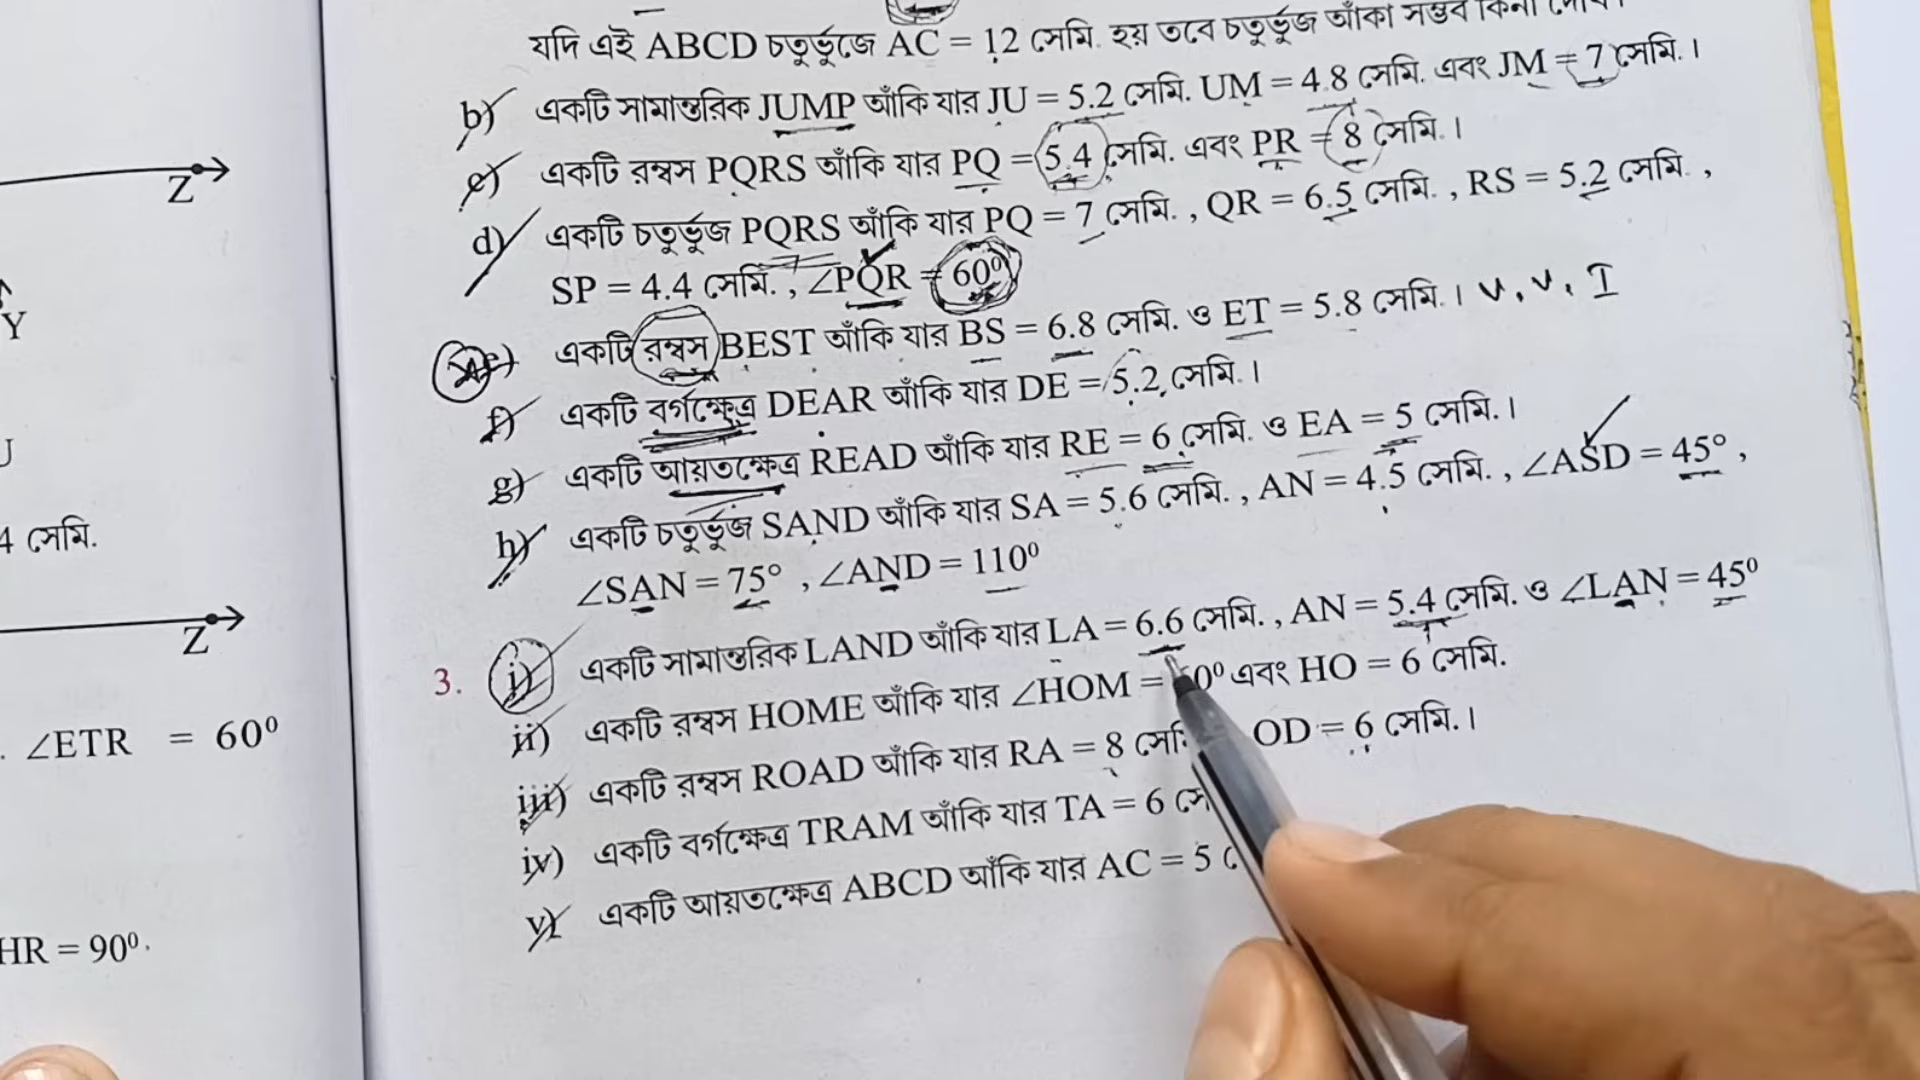 যদি এই ABCD চতুর্ভুজে AC = 12 সেমি. হয় তবে চতুর্ভুজ আঁকা সম্ভব কিনা
b) একটি সামান্তরিক JUMP আঁকি যার JU = 5.2 সেমি. UM = 4.8 সেমি. এবং JM = 7 সেমি.।
c) একটি রম্বস PQRS আঁকি যার PQ = 5.4 সেমি. এবং PR = 8 সেমি.।
d) একটি চতুর্ভুজ PQRS আঁকি যার PQ = 7 সেমি. , QR = 6.5 সেমি. , RS = 5.2 সেমি. ,
SP = 4.4 সেমি. , ∠PQR = 60⁰
e) একটি রম্বস BEST আঁকি যার BS = 6.8 সেমি. ও ET = 5.8 সেমি.। V. V. I
f) একটি বর্গক্ষেত্র DEAR আঁকি যার DE = 5.2 সেমি.।
g) একটি আয়তক্ষেত্র READ আঁকি যার RE = 6 সেমি. ও EA = 5 সেমি.।
h) একটি চতুর্ভুজ SAND আঁকি যার SA = 5.6 সেমি. , AN = 4.5 সেমি. , ∠ASD = 45° ,
∠SAN = 75° , ∠AND = 110⁰
3. i) একটি সামান্তরিক LAND আঁকি যার LA = 6.6 সেমি. , AN = 5.4 সেমি. ও ∠LAN = 45⁰
ii) একটি রম্বস HOME আঁকি যার ∠HOM = 0⁰ এবং HO = 6 সেমি.
iii) একটি রম্বস ROAD আঁকি যার RA = 8 OD = 6 সেমি.।
iv) একটি বর্গক্ষেত্র TRAM আঁকি যার TA = 6
v) একটি আয়তক্ষেত্র ABCD আঁকি যার AC = 5
Z
Y
U
4 সেমি.
Z
. ∠ETR = 60⁰
HR = 90⁰.